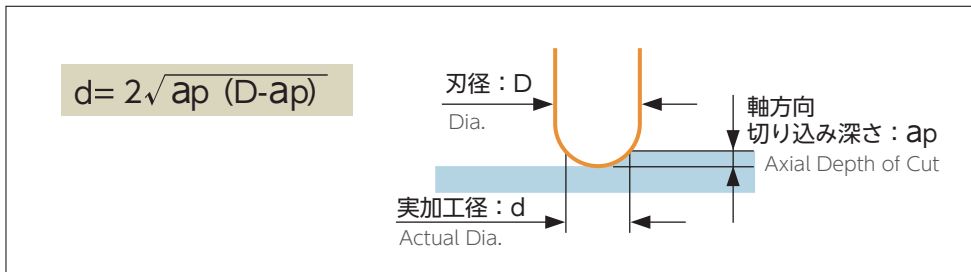 d= 2√ap (D-ap)
刃径：D
Dia.
軸方向
切り込み深さ：ap
Axial Depth of Cut
実加工径：d
Actual Dia.